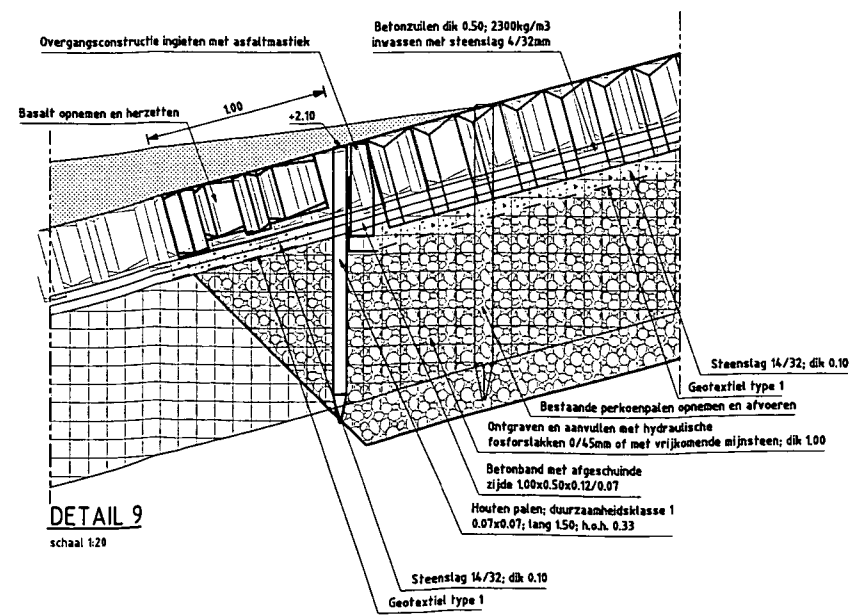 Betonzuilen dik 0.50; 2300kg/m3
inwassen met steenslag 4/32mm
Overgangsconstructie ingieten met asfaltmastiek
Basalt opnemen en herzetten
1.00
+2.10
Steenslag 14/32; dik 0.10
Geotextiel type 1
Bestaande perkoenpalen opnemen en afvoeren
Ontgraven en aanvullen met hydraulische
fosforslakken 0/45mm of met vrijkomende mijnsteen; dik 1.00
Betonband met afgeschuinde
zijde 1.00x0.50x0.12/0.07
Houten palen; duurzaamheidsklasse 1
0.07x0.07; lang 1.50; h.o.h. 0.33
DETAIL 9
schaal 1:20
Steenslag 14/32; dik 0.10
Geotextiel type 1